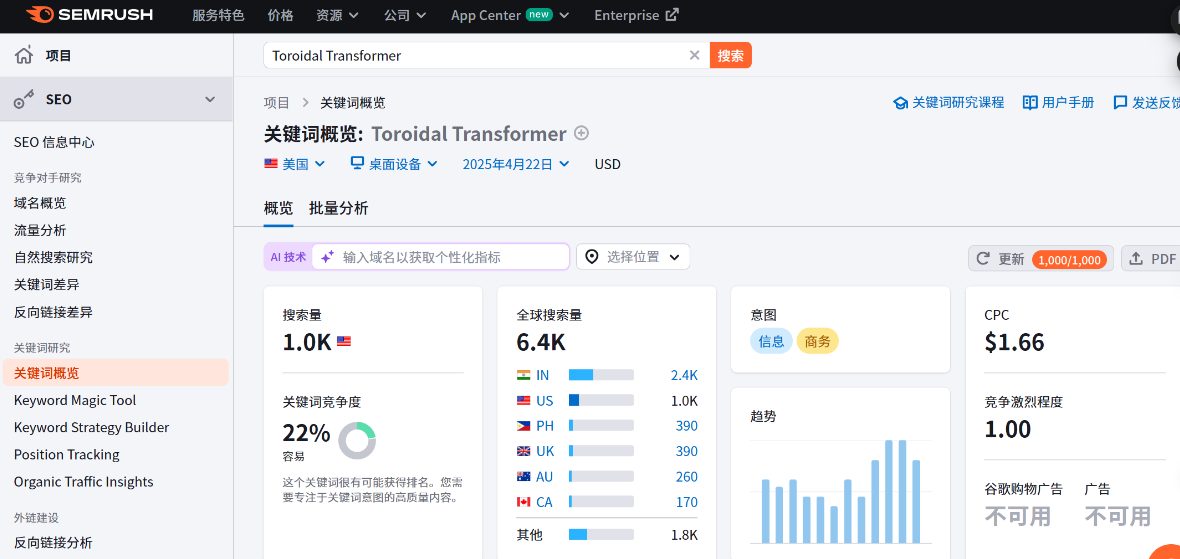 SEMRUSH
服务特色 价格 资源 公司 App Center new Enterprise
项目
Toroidal Transformer
搜索
SEO
SEO 信息中心
竞争对手研究
域名概览
流量分析
自然搜索研究
关键词差异
反向链接差异
关键词研究
关键词概览
Keyword Magic Tool
Keyword Strategy Builder
Position Tracking
Organic Traffic Insights
外链建设
反向链接分析
项目 > 关键词概览
关键词研究课程 用户手册 发送反馈
关键词概览: Toroidal Transformer
美国 桌面设备 2025年4月22日 USD
概览 批量分析
AI 技术 输入域名以获取个性化指标 选择位置
更新 1,000/1,000 PDF
搜索量
1.0K
关键词竞争度
22%
容易
这个关键词很有可能获得排名。您需
要专注于关键词意图的高质量内容。
全球搜索量
6.4K
IN 2.4K
US 1.0K
PH 390
UK 390
AU 260
CA 170
其他 1.8K
意图
信息 商务
趋势
CPC
$1.66
竞争激烈程度
1.00
谷歌购物广告 广告
不可用 不可用